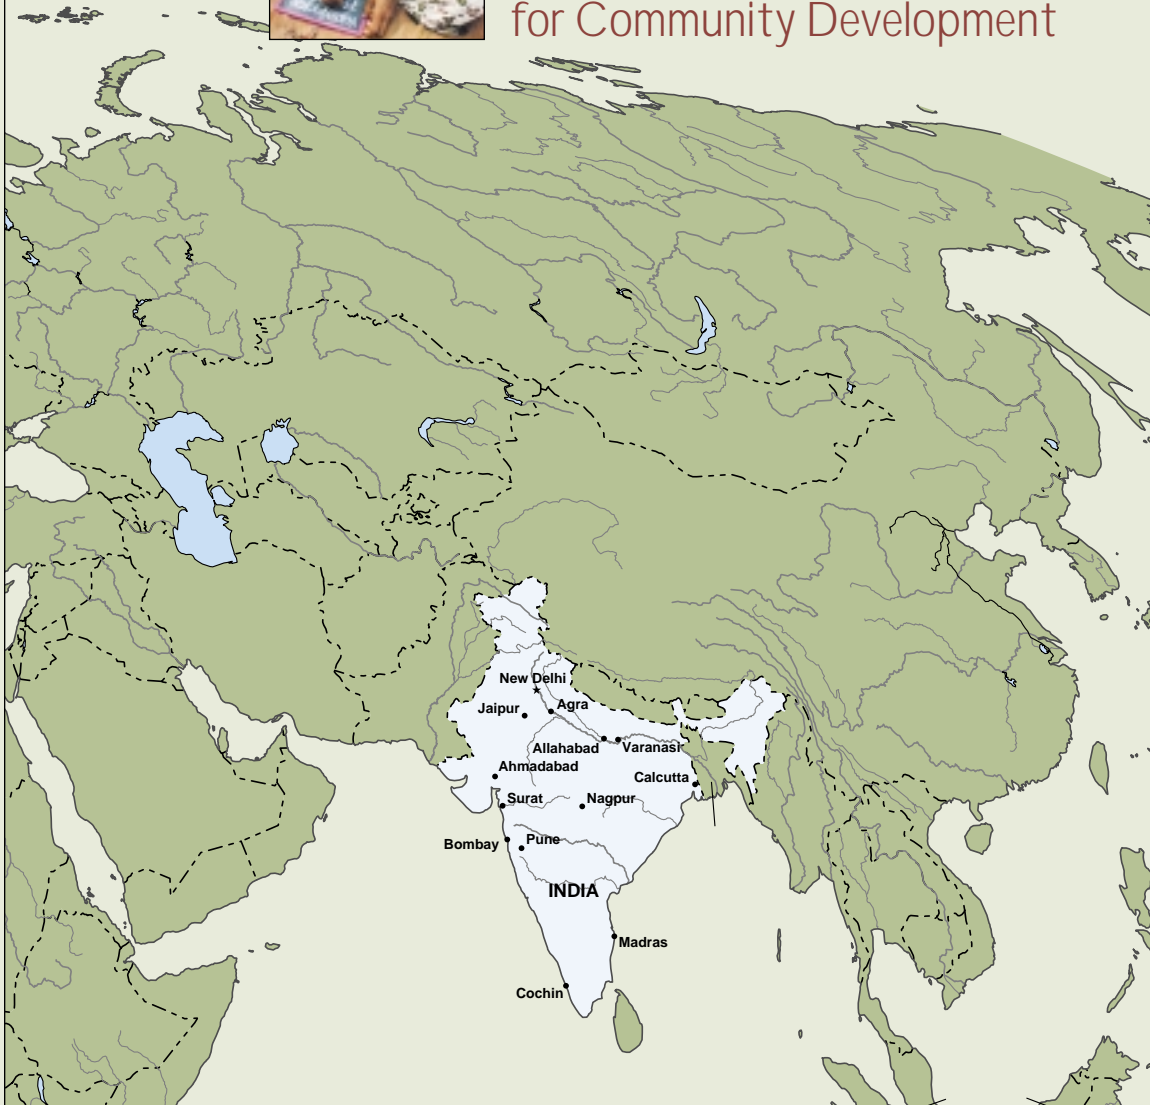 for Community Development
New Delhi
Jaipur
Agra
Allahabad
Varanasi
Ahmadabad
Calcutta
Surat
Nagpur
Bombay
Pune
INDIA
Madras
Cochin